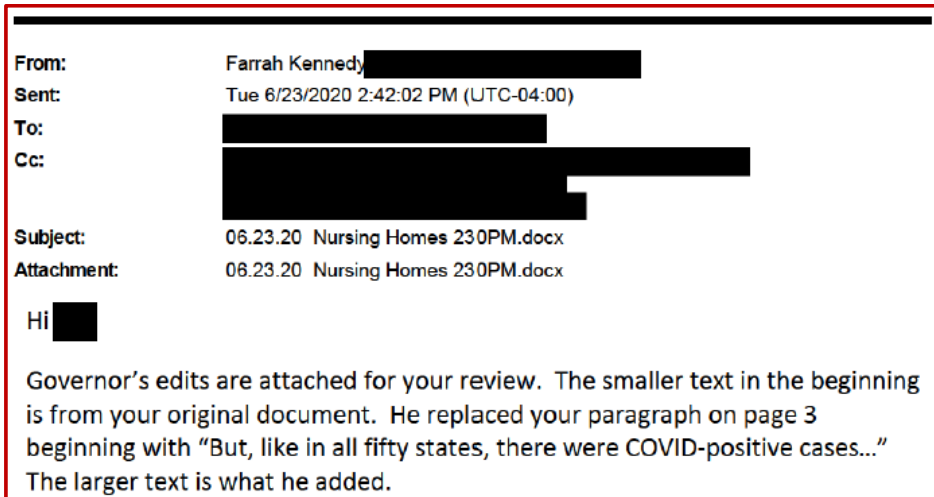 From: Farrah Kennedy
Sent: Tue 6/23/2020 2:42:02 PM (UTC-04:00)
To:
Cc:
Subject: 06.23.20 Nursing Homes 230PM.docx
Attachment: 06.23.20 Nursing Homes 230PM.docx
Hi
Governor’s edits are attached for your review. The smaller text in the beginning
is from your original document. He replaced your paragraph on page 3
beginning with “But, like in all fifty states, there were COVID-positive cases…”
The larger text is what he added.